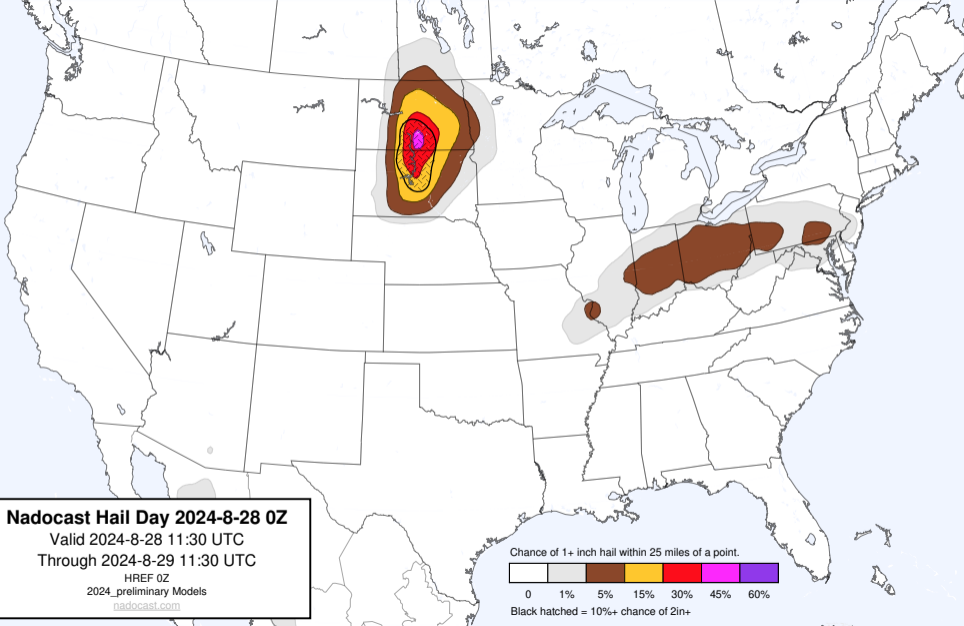 Nadocast Hail Day 2024-8-28 0Z
Valid 2024-8-28 11:30 UTC
Through 2024-8-29 11:30 UTC
HREF 0Z
2024_preliminary Models
nadocast.com
Chance of 1+ inch hail within 25 miles of a point.
0 1% 5% 15% 30% 45% 60%
Black hatched = 10%+ chance of 2in+